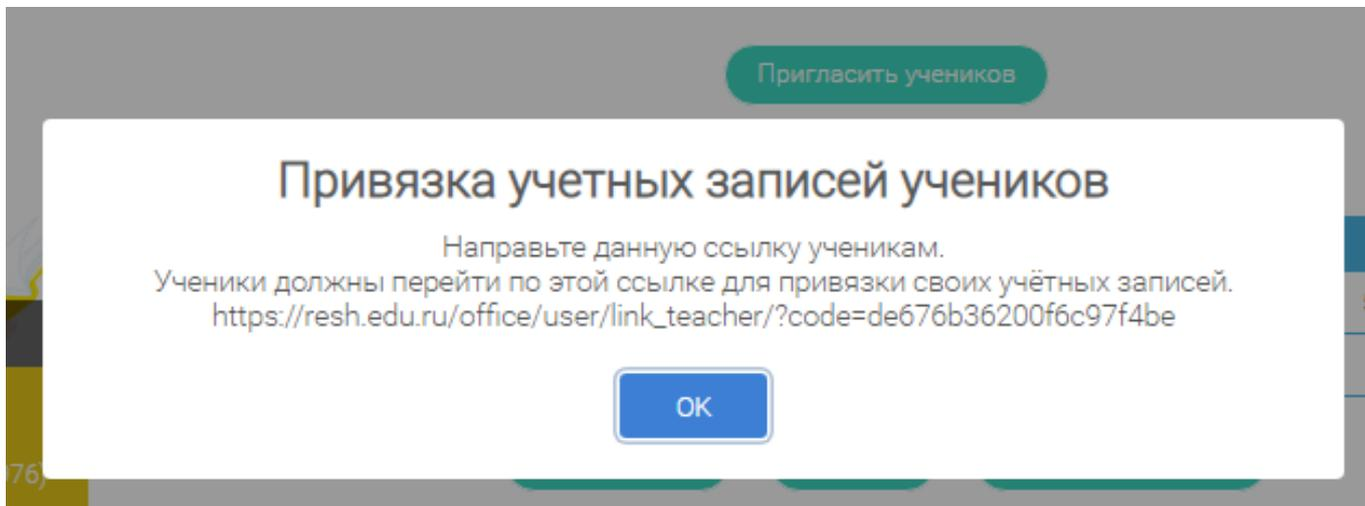 Пригласить учеников
Привязка учетных записей учеников
Направьте данную ссылку ученикам.
Ученики должны перейти по этой ссылке для привязки своих учётных записей.
https://resh.edu.ru/office/user/link_teacher/?code=de676b36200f6c97f4be
OK
076)